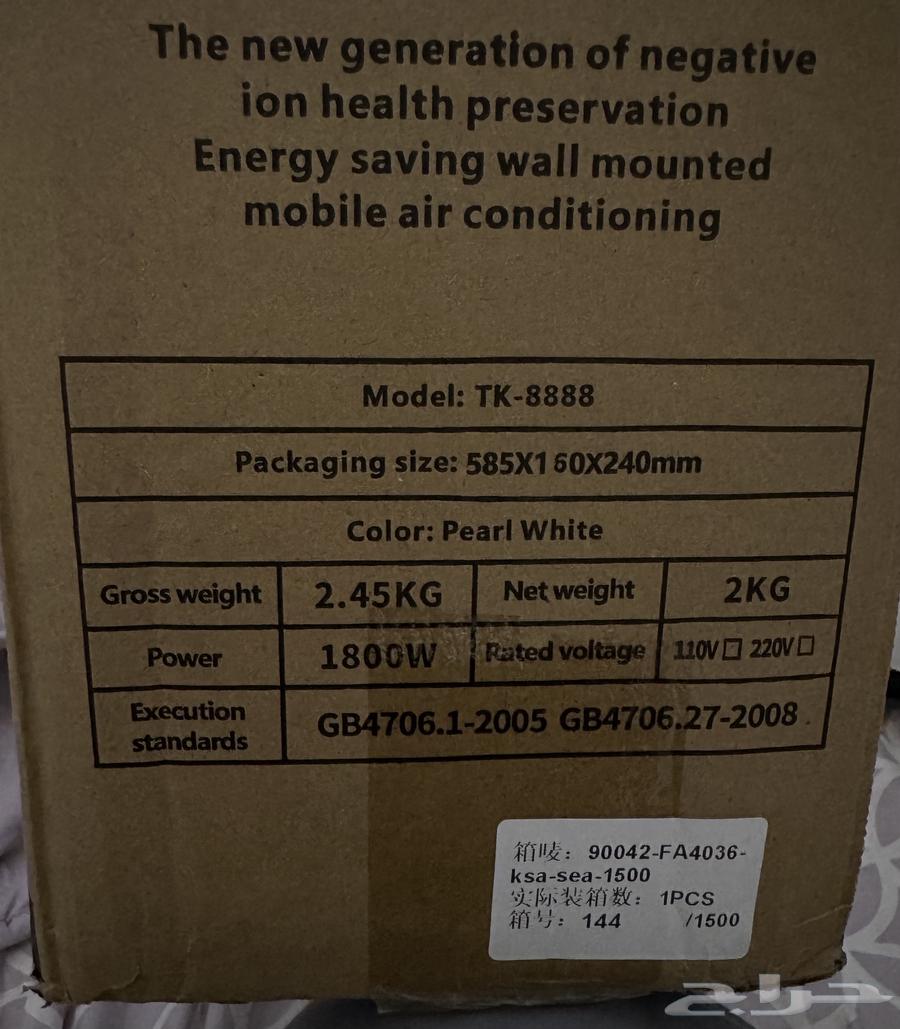 The new generation of negative
ion health preservation
Energy saving wall mounted
mobile air conditioning
Model: TK-8888
Packaging size: 585X160X240mm
Color: Pearl White
Gross weight 2.45KG Net weight 2KG
Power 1800W Rated voltage 110V□ 220V□
Execution standards GB4706.1-2005 GB4706.27-2008
箱唛: 90042-FA4036-
ksa-sea-1500
实际装箱数: 1PCS
箱号: 144 /1500
حراج